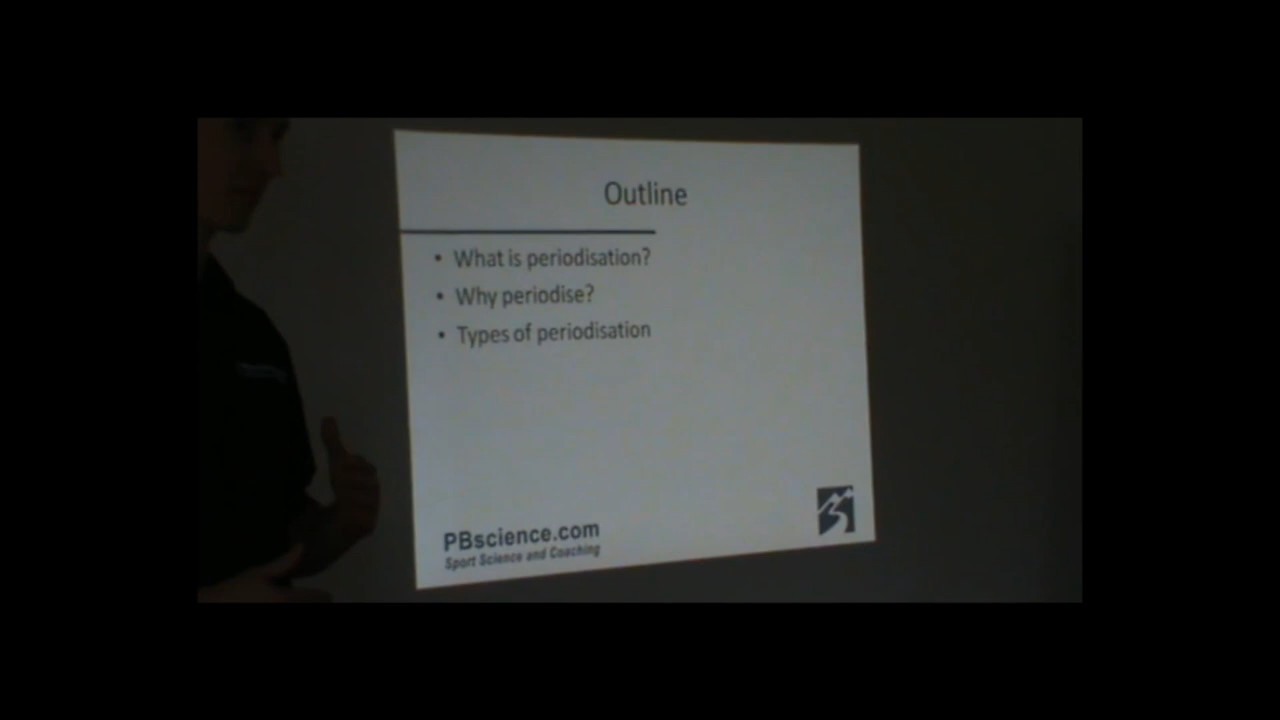 Outline
• What is periodisation?
• Why periodise?
• Types of periodisation
PBscience.com
Sport Science and Coaching